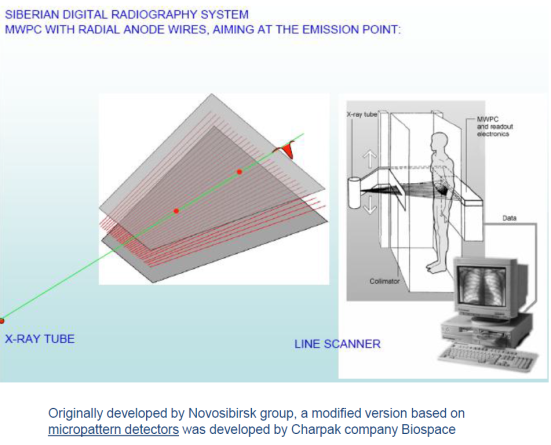 SIBERIAN DIGITAL RADIOGRAPHY SYSTEM
MWPC WITH RADIAL ANODE WIRES, AIMING AT THE EMISSION POINT:
X-ray tube
MWPC
and readout
electronics
Data
Collimator
X-RAY TUBE
LINE SCANNER
Originally developed by Novosibirsk group, a modified version based on
micropattern detectors was developed by Charpak company Biospace